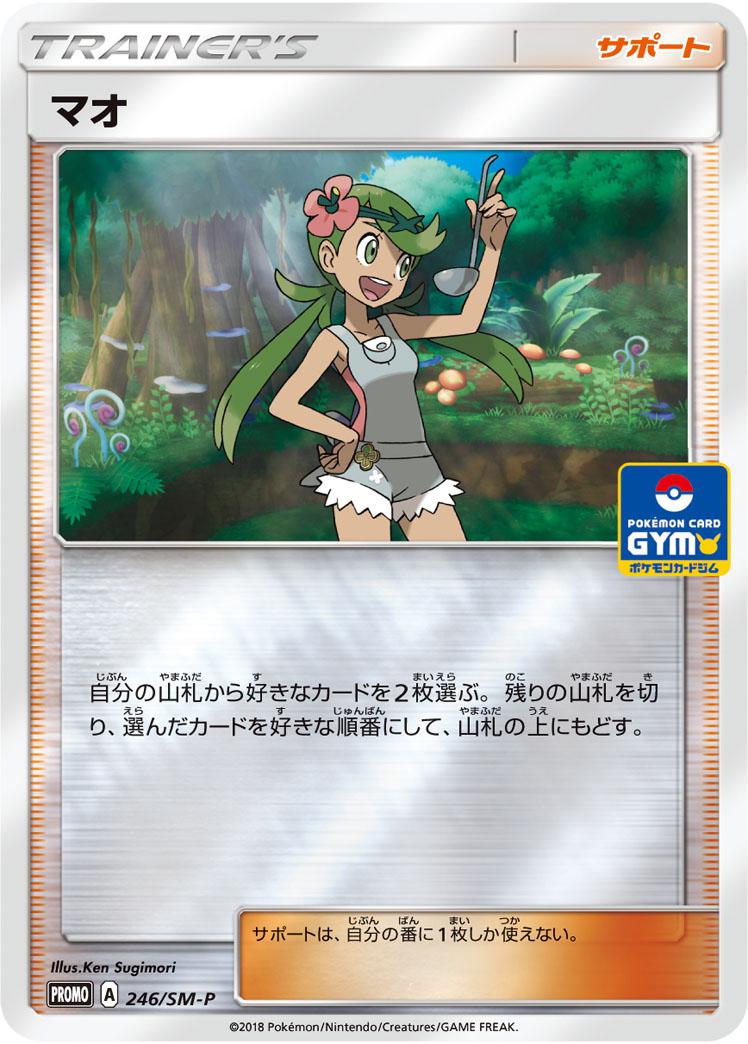 TRAINER'S
サポート
マオ
POKÉMON CARD
GYM
ポケモンカードジム
自分の山札から好きなカードを2枚選ぶ。残りの山札を切
り、選んだカードを好きな順番にして、山札の上にもどす。
サポートは、自分の番に1枚しか使えない。
Illus.Ken Sugimori
PROMO A 246/SM-P
©2018 Pokémon/Nintendo/Creatures/GAME FREAK.